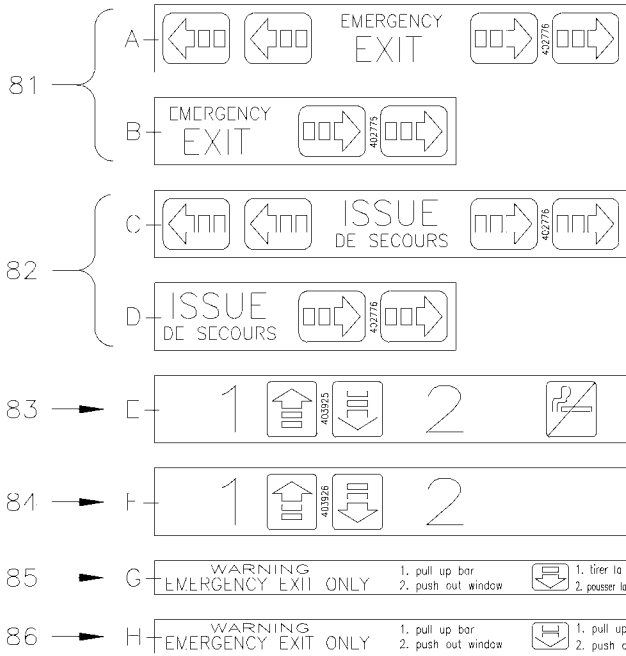 81
A
EMERGENCY
EXIT
402776
B
EMERGENCY
EXIT
402775
82
C
ISSUE
DE SECOURS
402776
D
ISSUE
DE SECOURS
402776
83 E 1 403925 2
84 F 1 403926 2
85 G
WARNING
EMERGENCY EXIT ONLY
1. pull up bar
2. push out window
1. tirer la
2. pousser la
86 H
WARNING
EMERGENCY EXIT ONLY
1. pull up bar
2. push out window
1. pull up
2. push o